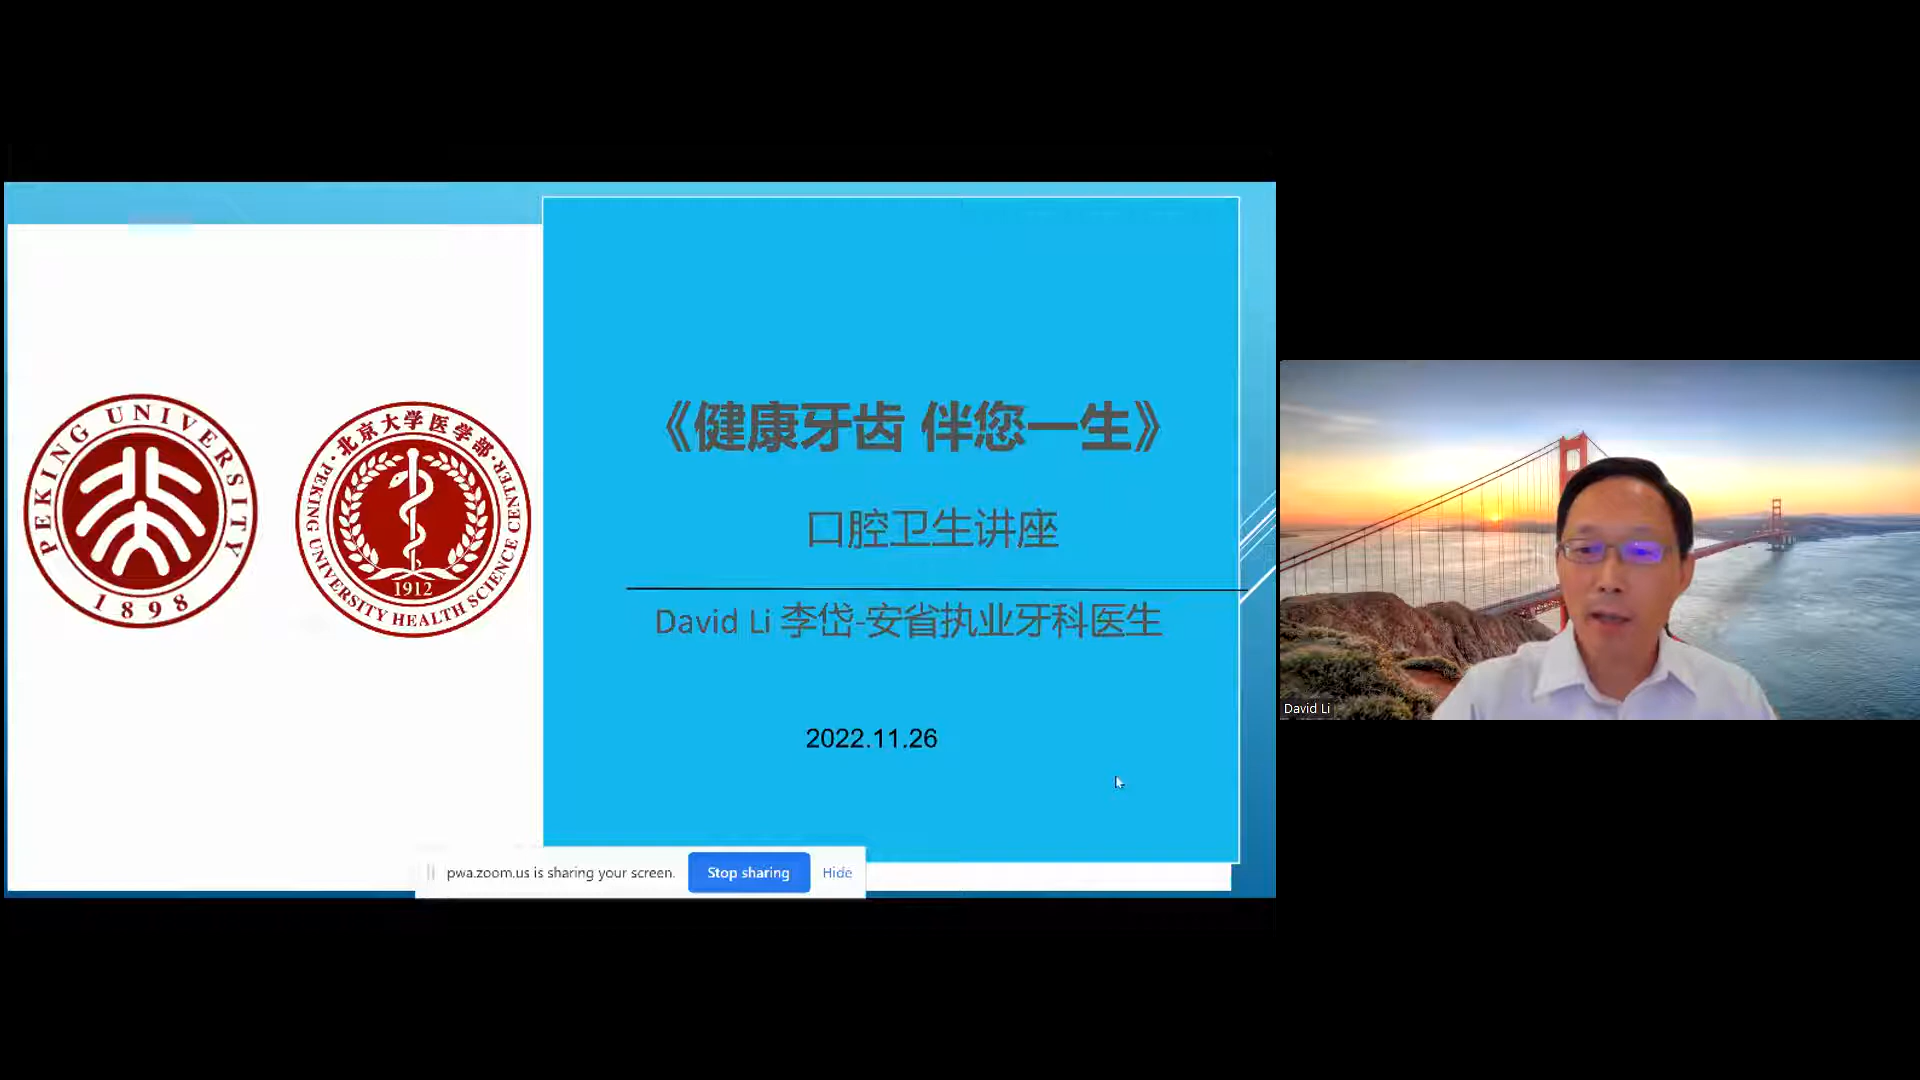 PEKING UNIVERSITY
1898
·北京大学医学部·
PEKING UNIVERSITY HEALTH SCIENCE CENTER
1912
《健康牙齿 伴您一生》
口腔卫生讲座
David Li 李岱-安省执业牙科医生
2022.11.26
pwa.zoom.us is sharing your screen.
Stop sharing
Hide
David Li